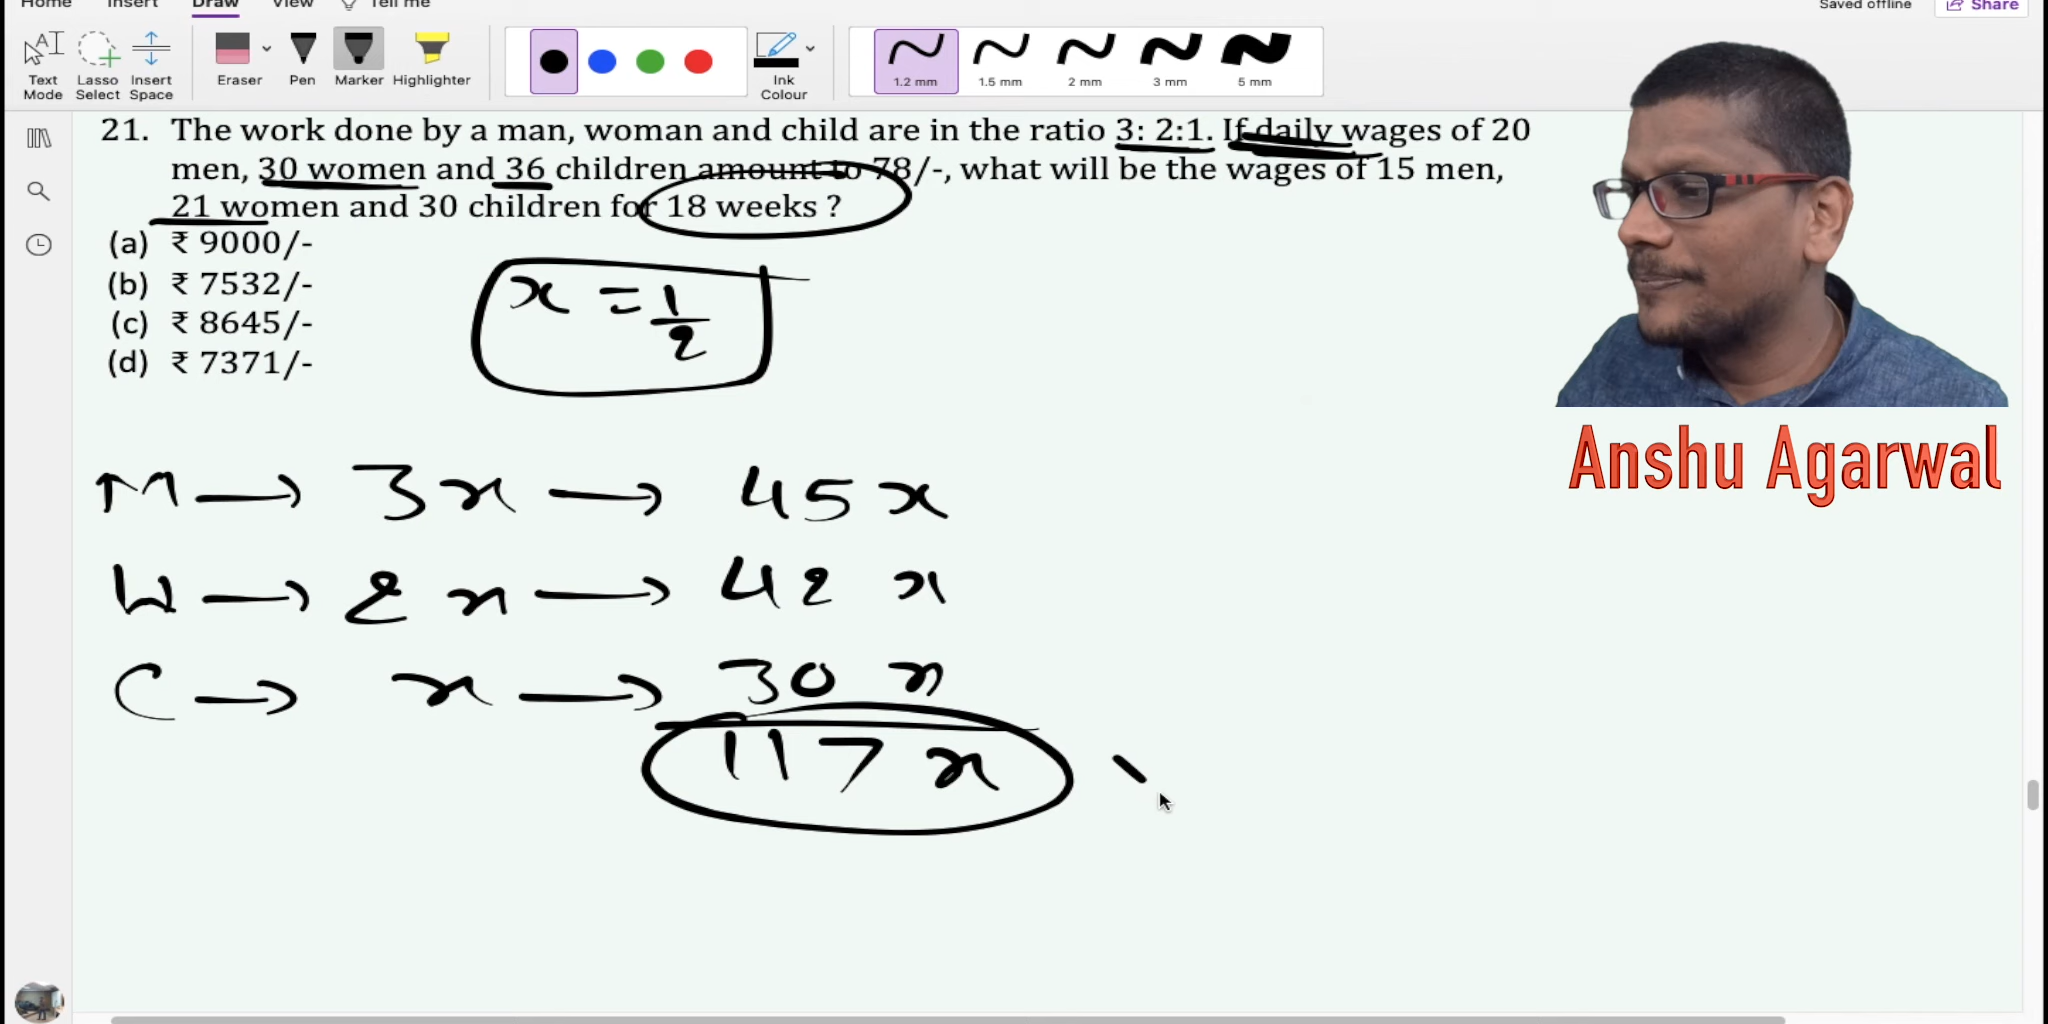 Home Insert Draw View Tell me Saved offline Share
Text Mode
Lasso Select
Insert Space
Eraser
Pen
Marker
Highlighter
Ink Colour
1.2 mm
1.5 mm
2 mm
3 mm
5 mm
21. The work done by a man, woman and child are in the ratio 3: 2:1. If daily wages of 20
men, 30 women and 36 children amount to 78/-, what will be the wages of 15 men,
21 women and 30 children for 18 weeks ?
(a) ₹ 9000/-
(b) ₹ 7532/-
(c) ₹ 8645/-
(d) ₹ 7371/-
x = 1/2
Anshu Agarwal
M → 3x → 45x
W → 2x → 42x
C → x → 30x
117x